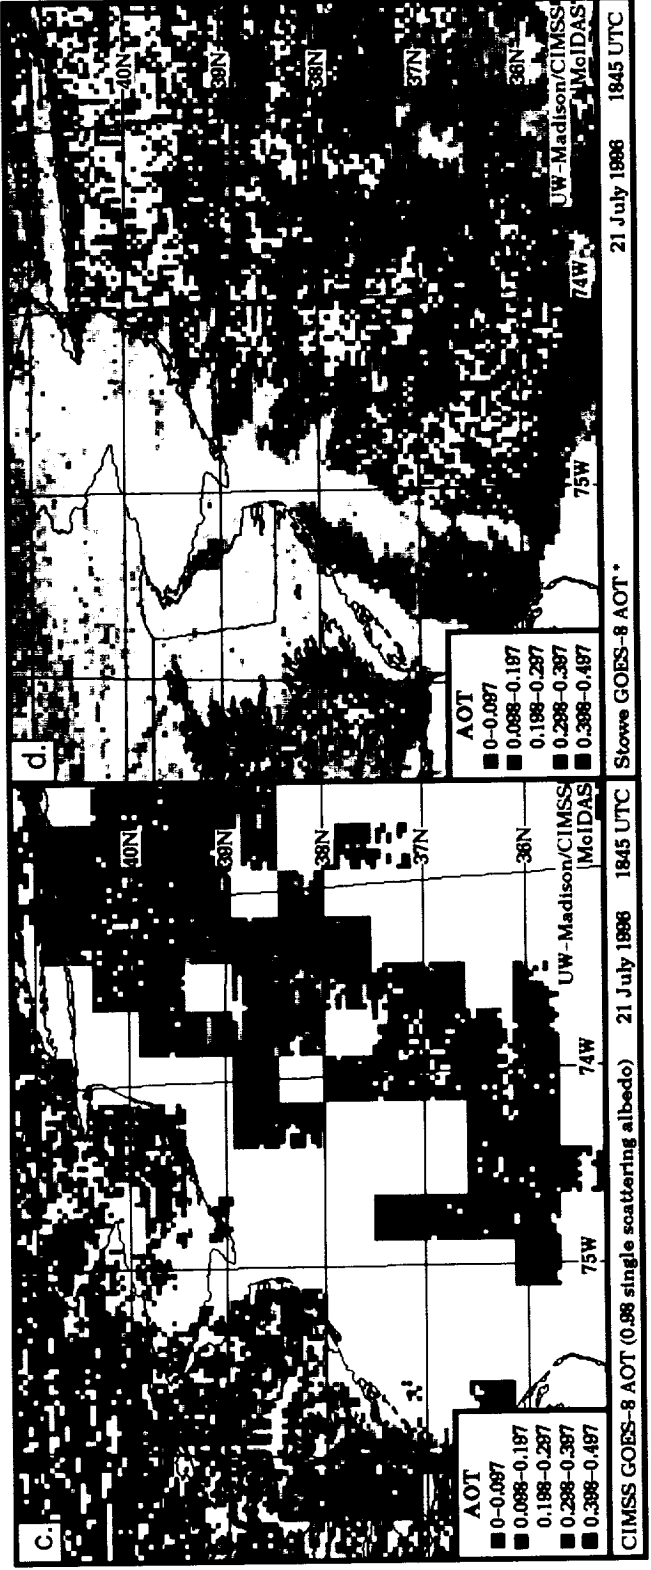 c.
40N
39N
38N
37N
36N
74W
75W
UW-Madison/CIMSS
McIDAS
AOT
0-0.097
0.098-0.197
0.198-0.297
0.298-0.397
0.398-0.497
CIMSS GOES-8 AOT (0.98 single scattering albedo) 21 July 1996 1845 UTC
d.
40N
39N
38N
37N
36N
74W
75W
UW-Madison/CIMSS
McIDAS
AOT
0-0.097
0.098-0.197
0.198-0.297
0.298-0.397
0.398-0.497
Stowe GOES-8 AOT * 21 July 1996 1845 UTC